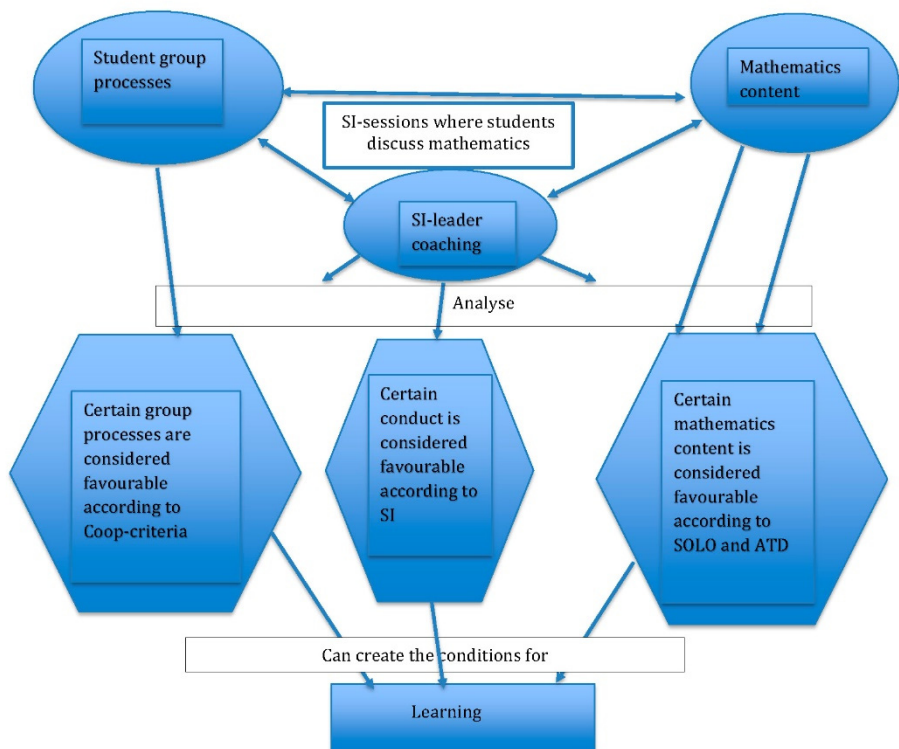 Student group
processes
Mathematics
content
SI-sessions where students
discuss mathematics
SI-leader
coaching
Analyse
Certain group
processes are
considered
favourable
according to
Coop-criteria
Certain
conduct is
considered
favourable
according to
SI
Certain
mathematics
content is
considered
favourable
according to
SOLO and ATD
Can create the conditions for
Learning